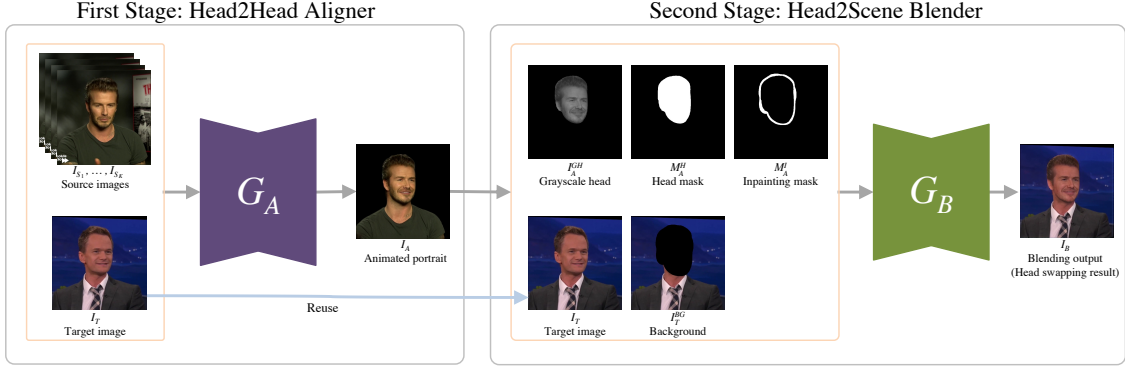 First Stage: Head2Head Aligner
Second Stage: Head2Scene Blender
I_{S_1}, ... , I_{S_K}
Source images
G_A
I_A
Animated portrait
I_T
Target image
Reuse
I_A^{GH}
Grayscale head
M_A^H
Head mask
M_A^I
Inpainting mask
I_T
Target image
I_T^{BG}
Background
G_B
I_B
Blending output
(Head swapping result)